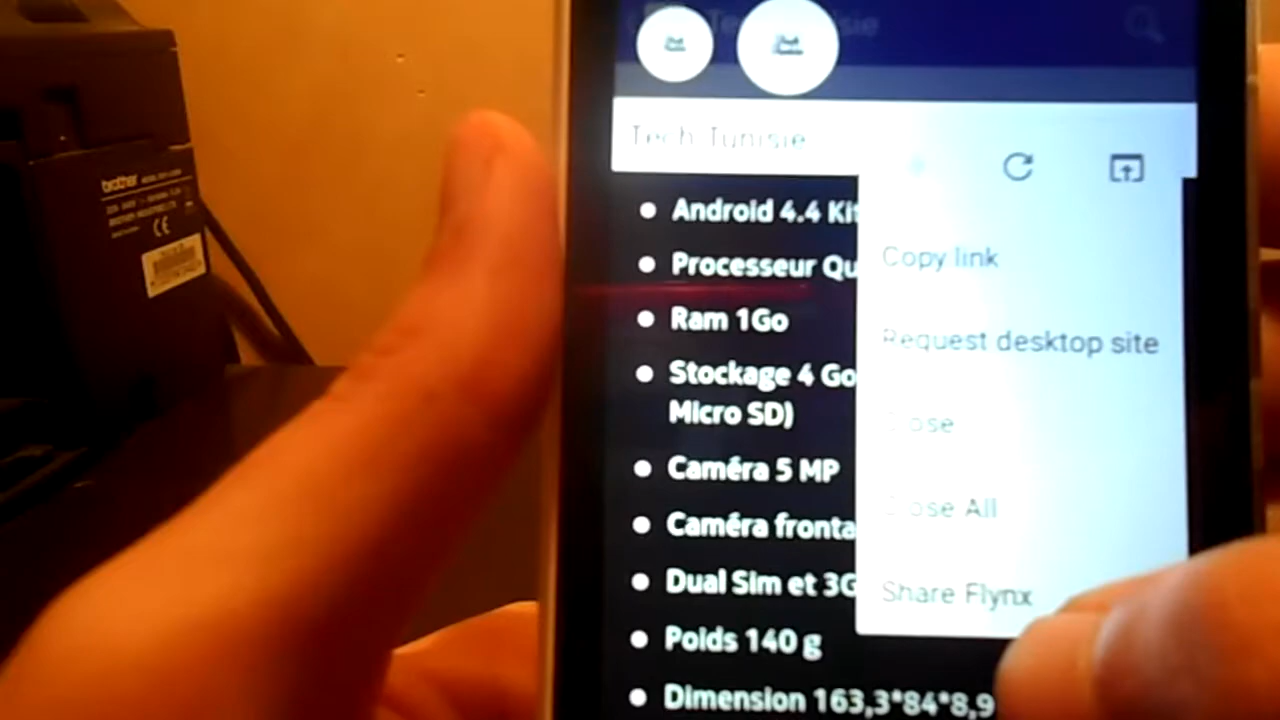 Tech Tunisie
brother
Android 4.4 Kit
Processeur Qu
Ram 1Go
Stockage 4 Go
Micro SD)
Caméra 5 MP
Caméra fronta
Dual Sim et 3G
Poids 140 g
Dimension 163,3*84*8,9
Copy link
Request desktop site
Close
Close All
Share Flynx